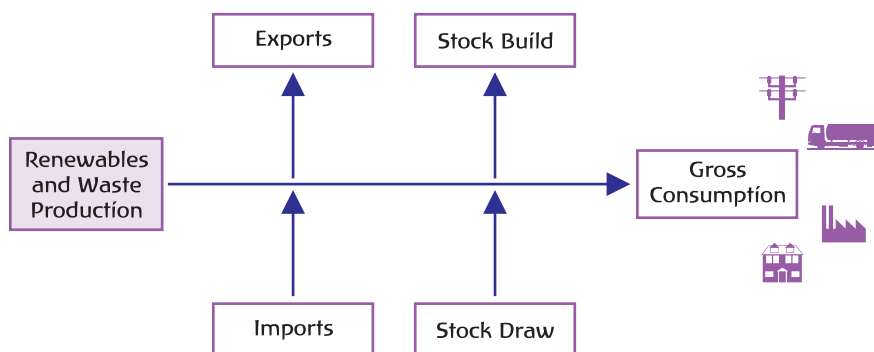 Exports
Stock Build
Renewables
and Waste
Production
Gross
Consumption
Imports
Stock Draw